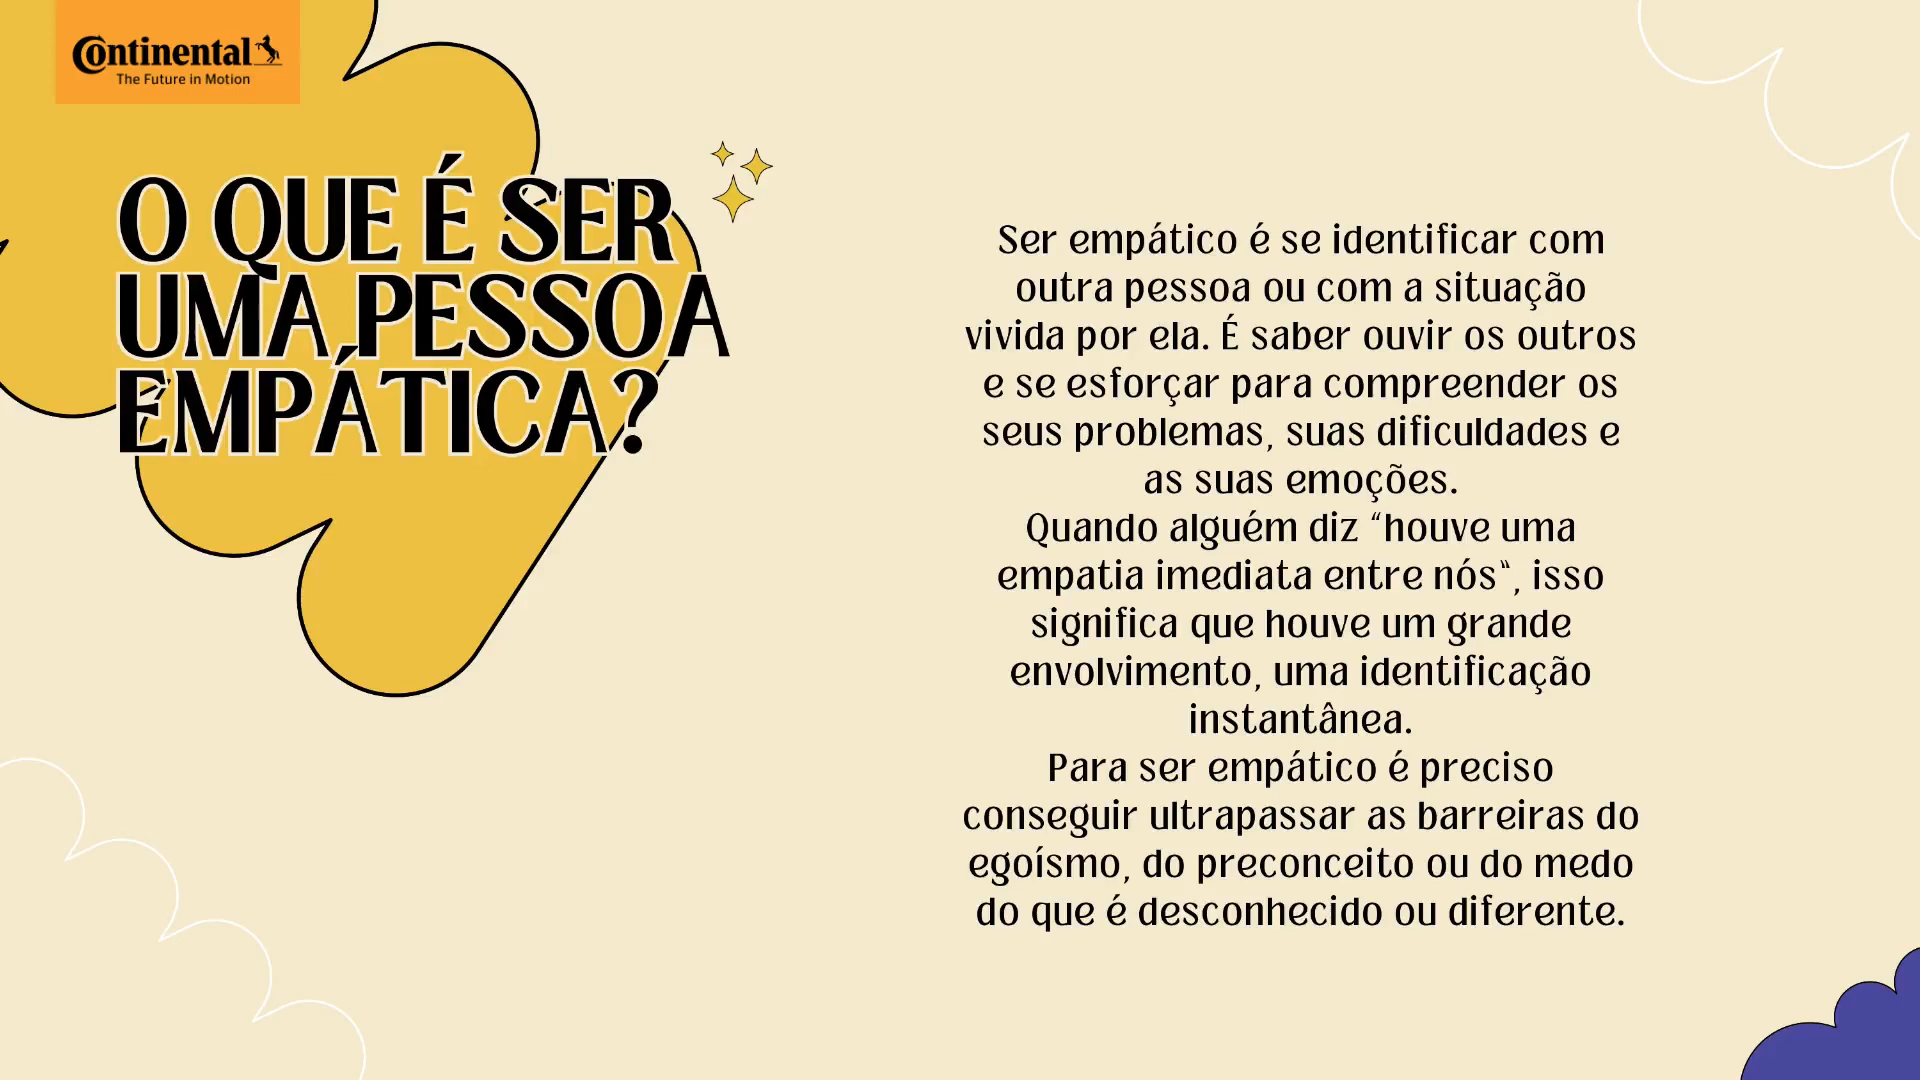 Continental
The Future in Motion
O QUE É SER
UMA PESSOA
EMPÁTICA?
Ser empático é se identificar com
outra pessoa ou com a situação
vivida por ela. É saber ouvir os outros
e se esforçar para compreender os
seus problemas, suas dificuldades e
as suas emoções.
Quando alguém diz “houve uma
empatia imediata entre nós“, isso
significa que houve um grande
envolvimento, uma identificação
instantânea.
Para ser empático é preciso
conseguir ultrapassar as barreiras do
egoísmo, do preconceito ou do medo
do que é desconhecido ou diferente.